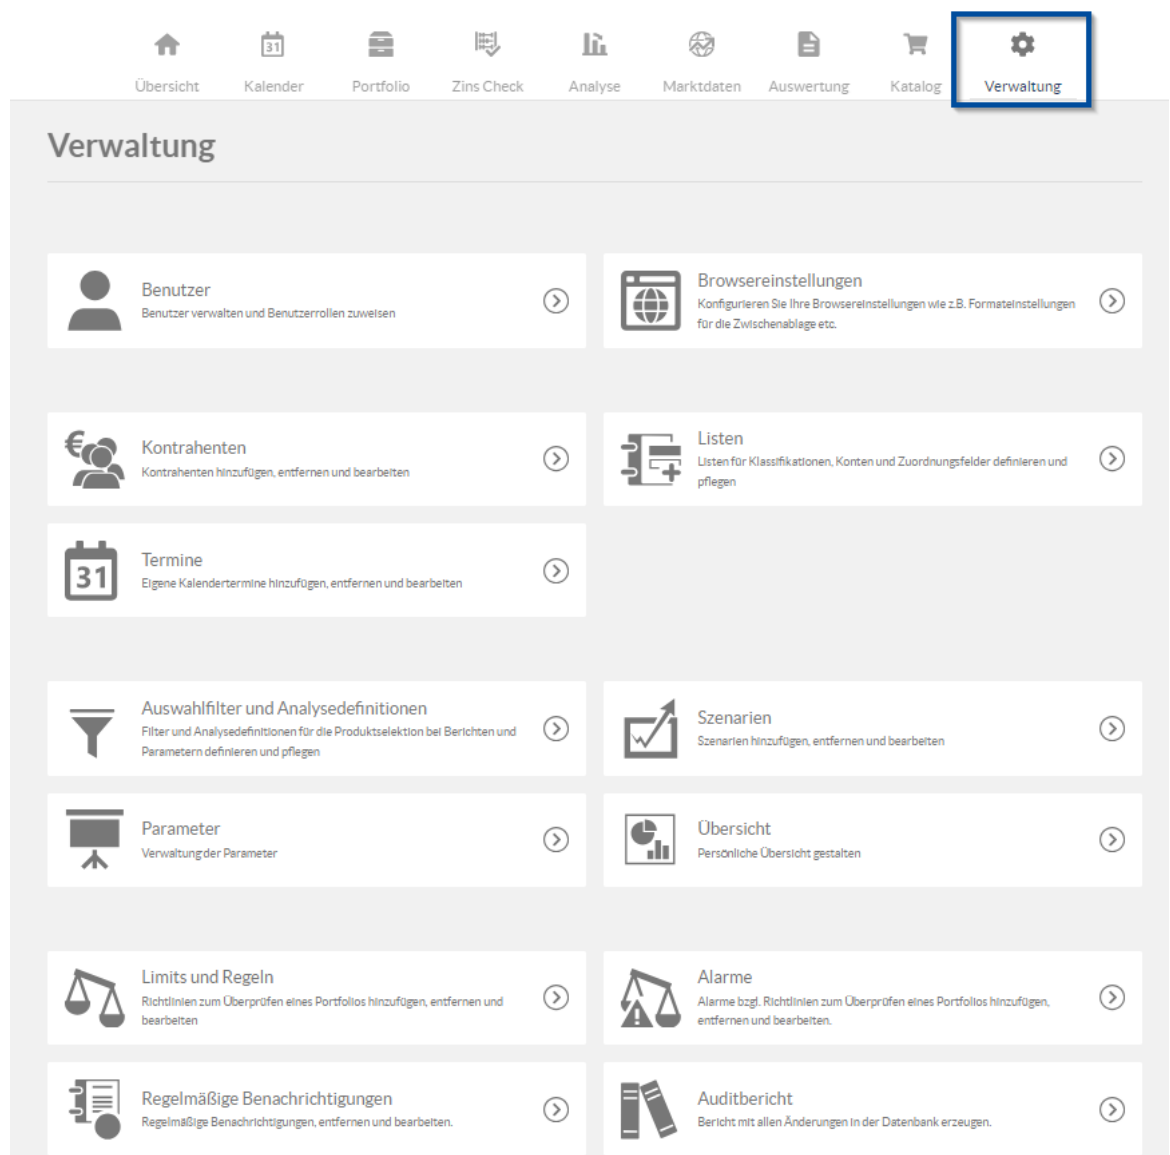 31
Übersicht Kalender Portfolio Zins Check Analyse Marktdaten Auswertung Katalog Verwaltung
Verwaltung
Benutzer
Benutzer verwalten und Benutzerrollen zuweisen
Browsereinstellungen
Konfigurieren Sie Ihre Browsereinstellungen wie z.B. Formateinstellungen
für die Zwischenablage etc.
€
Kontrahenten
Kontrahenten hinzufügen, entfernen und bearbeiten
Listen
Listen für Klassifikationen, Konten und Zuordnungsfelder definieren und
pflegen
31
Termine
Eigene Kalendertermine hinzufügen, entfernen und bearbeiten
Auswahlfilter und Analysedefinitionen
Filter und Analysedefinitionen für die Produktselektion bei Berichten und
Parametern definieren und pflegen
Szenarien
Szenarien hinzufügen, entfernen und bearbeiten
Parameter
Verwaltung der Parameter
Übersicht
Persönliche Übersicht gestalten
Limits und Regeln
Richtlinien zum Überprüfen eines Portfolios hinzufügen, entfernen und
bearbeiten
Alarme
Alarme bzgl. Richtlinien zum Überprüfen eines Portfolios hinzufügen,
entfernen und bearbeiten.
Regelmäßige Benachrichtigungen
Regelmäßige Benachrichtigungen, entfernen und bearbeiten.
Auditbericht
Bericht mit allen Änderungen in der Datenbank erzeugen.